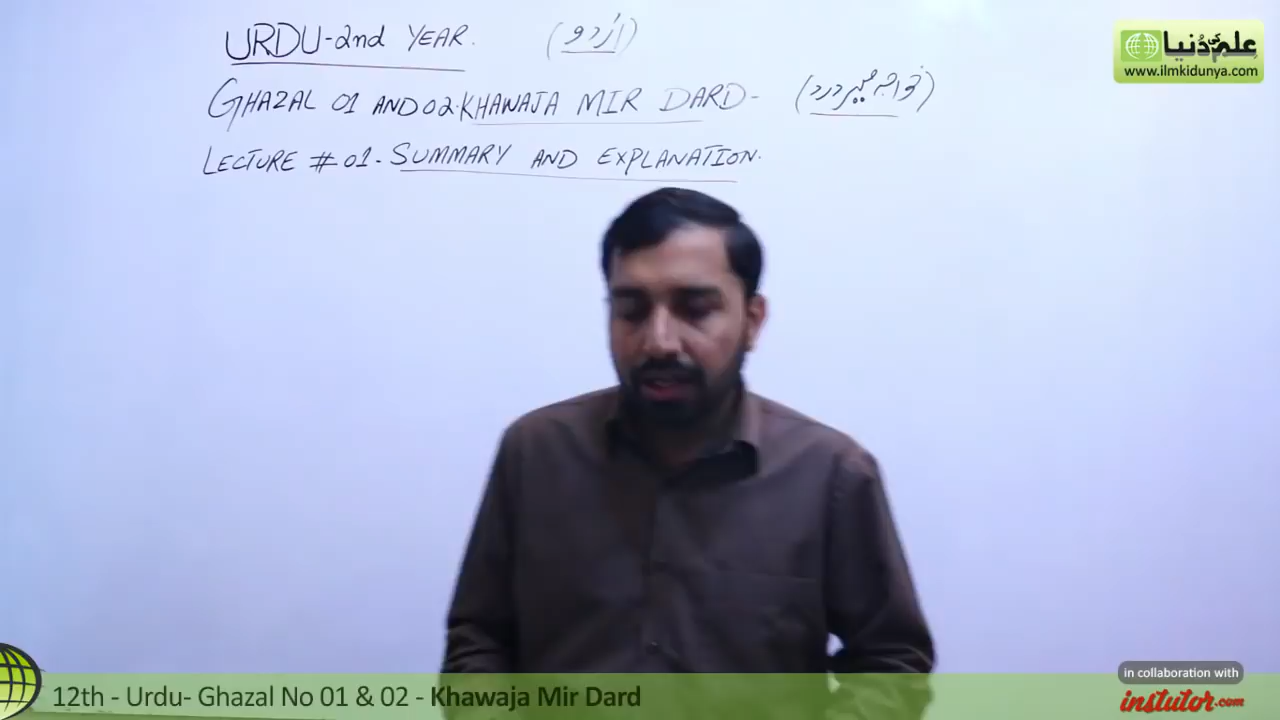 URDU-2nd YEAR. (اُردو)
GHAZAL 01 AND 02-KHAWAJA MIR DARD- (خواجہ میر درد)
LECTURE # 01- SUMMARY AND EXPLANATION.
علم کی دُنیا
www.ilmkidunya.com
in collaboration with
instutor.com
12th - Urdu- Ghazal No 01 & 02 - Khawaja Mir Dard